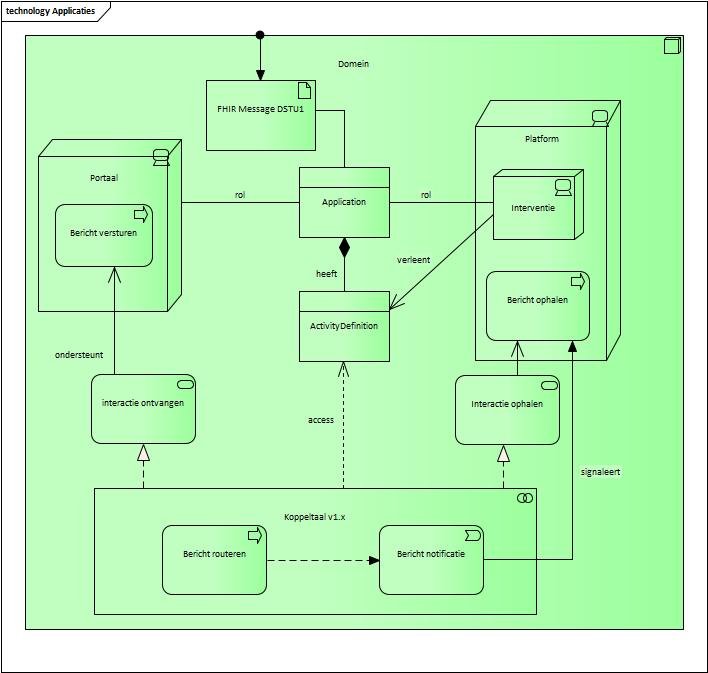 technology Applicaties
Domein
FHIR Message DSTU1
Platform
Portaal
rol
Application
rol
Interventie
Bericht versturen
verleent
heeft
Bericht ophalen
ActivityDefinition
ondersteunt
interactie ontvangen
Interactie ophalen
access
signaleert
Koppeltaal v1.x
Bericht routeren
Bericht notificatie